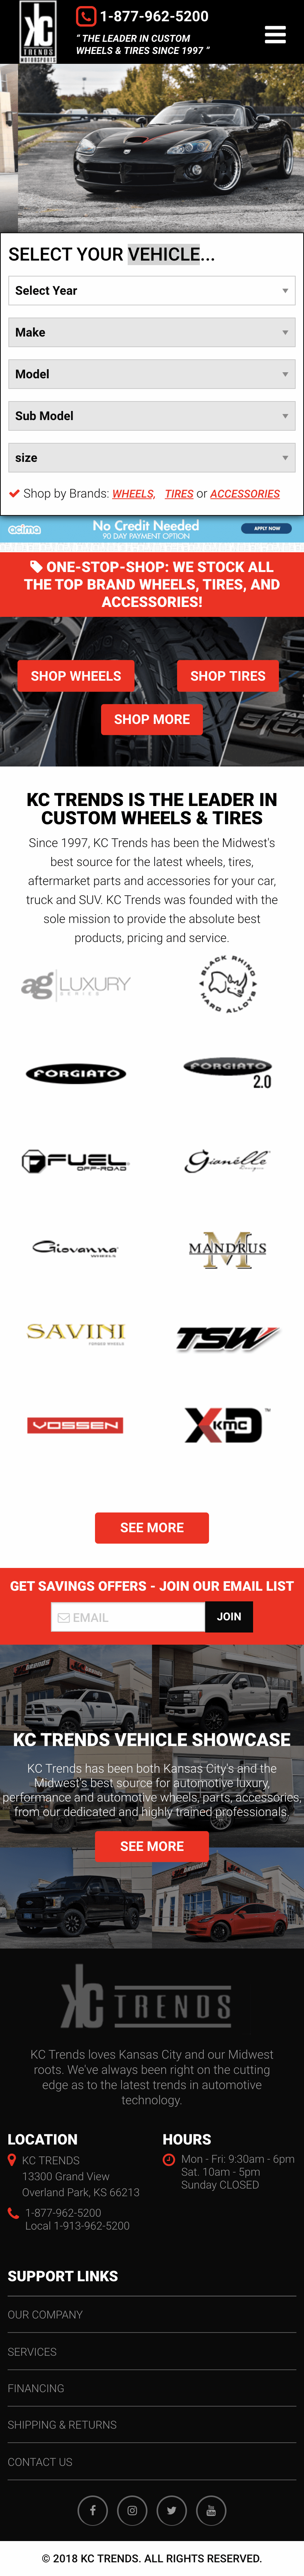 KC
TRENDS
MOTORSPORTS
1-877-962-5200
“ THE LEADER IN CUSTOM
WHEELS & TIRES SINCE 1997 ”
SELECT YOUR VEHICLE...
Select Year
Make
Model
Sub Model
size
Shop by Brands: WHEELS, TIRES or ACCESSORIES
acima
No Credit Needed
90 DAY PAYMENT OPTION
APPLY NOW
ONE-STOP-SHOP: WE STOCK ALL
THE TOP BRAND WHEELS, TIRES, AND
ACCESSORIES!
SHOP WHEELS
SHOP TIRES
SHOP MORE
KC TRENDS IS THE LEADER IN
CUSTOM WHEELS & TIRES
Since 1997, KC Trends has been the Midwest's
best source for the latest wheels, tires,
aftermarket parts and accessories for your car,
truck and SUV. KC Trends was founded with the
sole mission to provide the absolute best
products, pricing and service.
ag LUXURY
SERIES
BLACK RHINO
HARD ALLOYS
FORGIATO
FORGIATO
2.0
FUEL
OFF-ROAD
Gianélle
Designs
Giovanna
WHEELS
M
MANDRUS
SAVINI
FORGED WHEELS
TSW
VOSSEN
KMC XD
SEE MORE
GET SAVINGS OFFERS - JOIN OUR EMAIL LIST
EMAIL
JOIN
KC TRENDS VEHICLE SHOWCASE
KC Trends has been both Kansas City's and the
Midwest's best source for automotive luxury,
performance and automotive wheels, parts, accessories,
from our dedicated and highly trained professionals.
SEE MORE
KC TRENDS
KC Trends loves Kansas City and our Midwest
roots. We've always been right on the cutting
edge as to the latest trends in automotive
technology.
LOCATION
KC TRENDS
13300 Grand View
Overland Park, KS 66213
1-877-962-5200
Local 1-913-962-5200
HOURS
Mon - Fri: 9:30am - 6pm
Sat. 10am - 5pm
Sunday CLOSED
SUPPORT LINKS
OUR COMPANY
SERVICES
FINANCING
SHIPPING & RETURNS
CONTACT US
© 2018 KC TRENDS. ALL RIGHTS RESERVED.